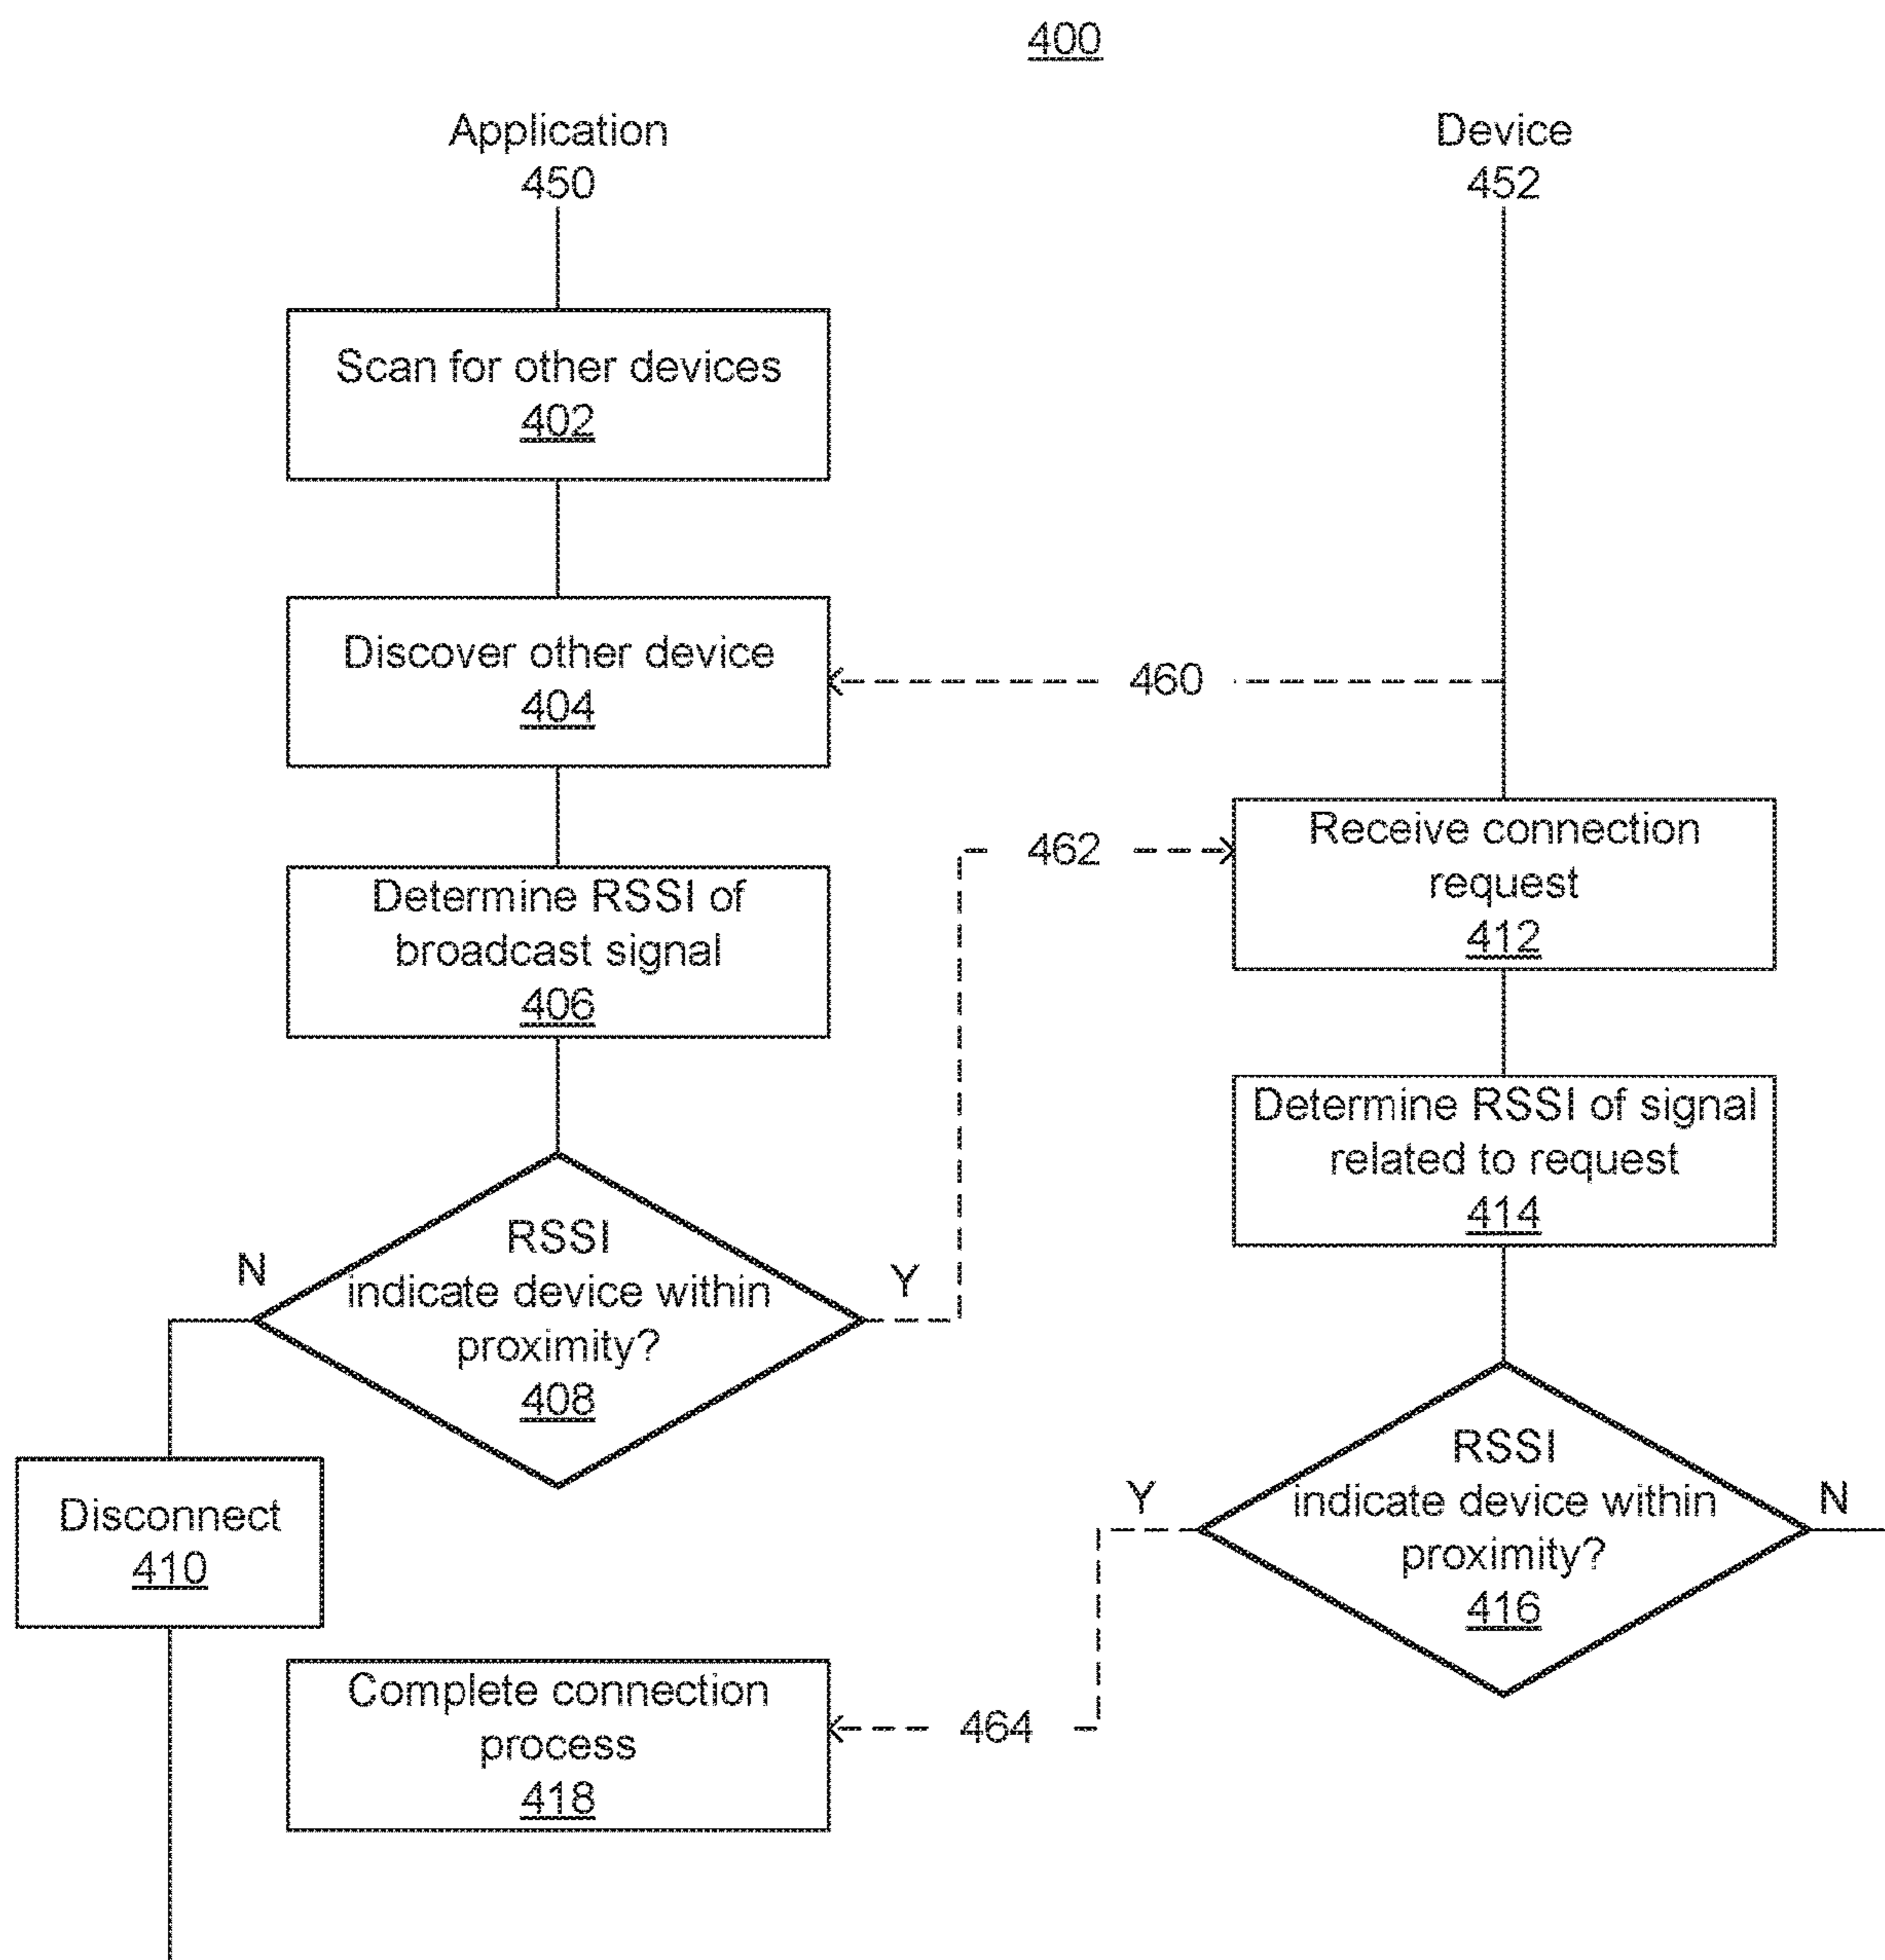 400
Application
450
Device
452
Scan for other devices
402
Discover other device
404
460
Receive connection
request
412
462
Determine RSSI of
broadcast signal
406
Determine RSSI of signal
related to request
414
RSSI
indicate device within
proximity?
408
N
Y
RSSI
indicate device within
proximity?
416
Y
N
Disconnect
410
Complete connection
process
418
464